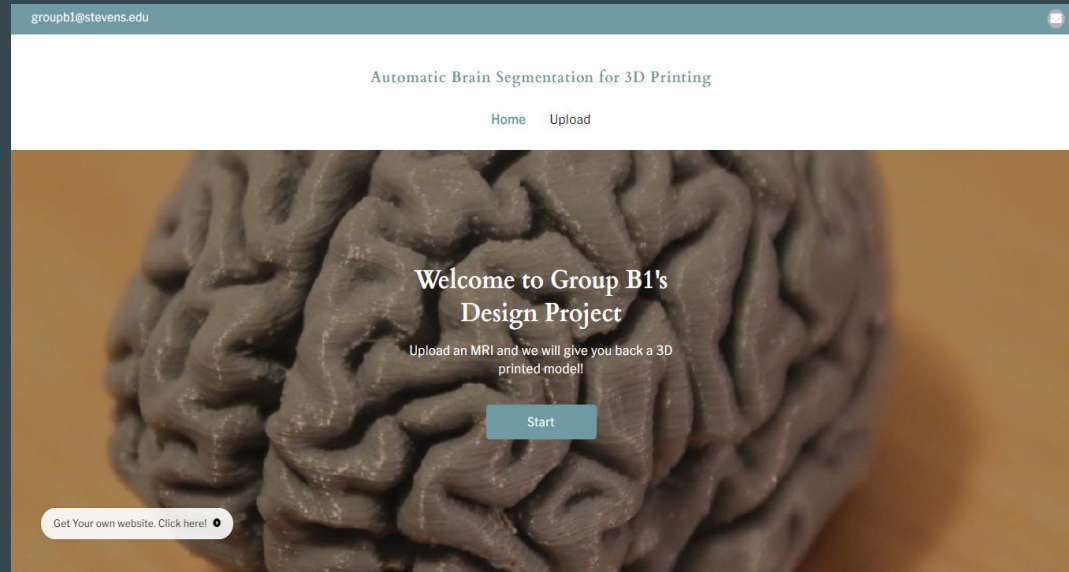 groupb1@stevens.edu
Automatic Brain Segmentation for 3D Printing
Home Upload
Welcome to Group B1's
Design Project
Upload an MRI and we will give you back a 3D
printed model!
Start
Get Your own website. Click here!